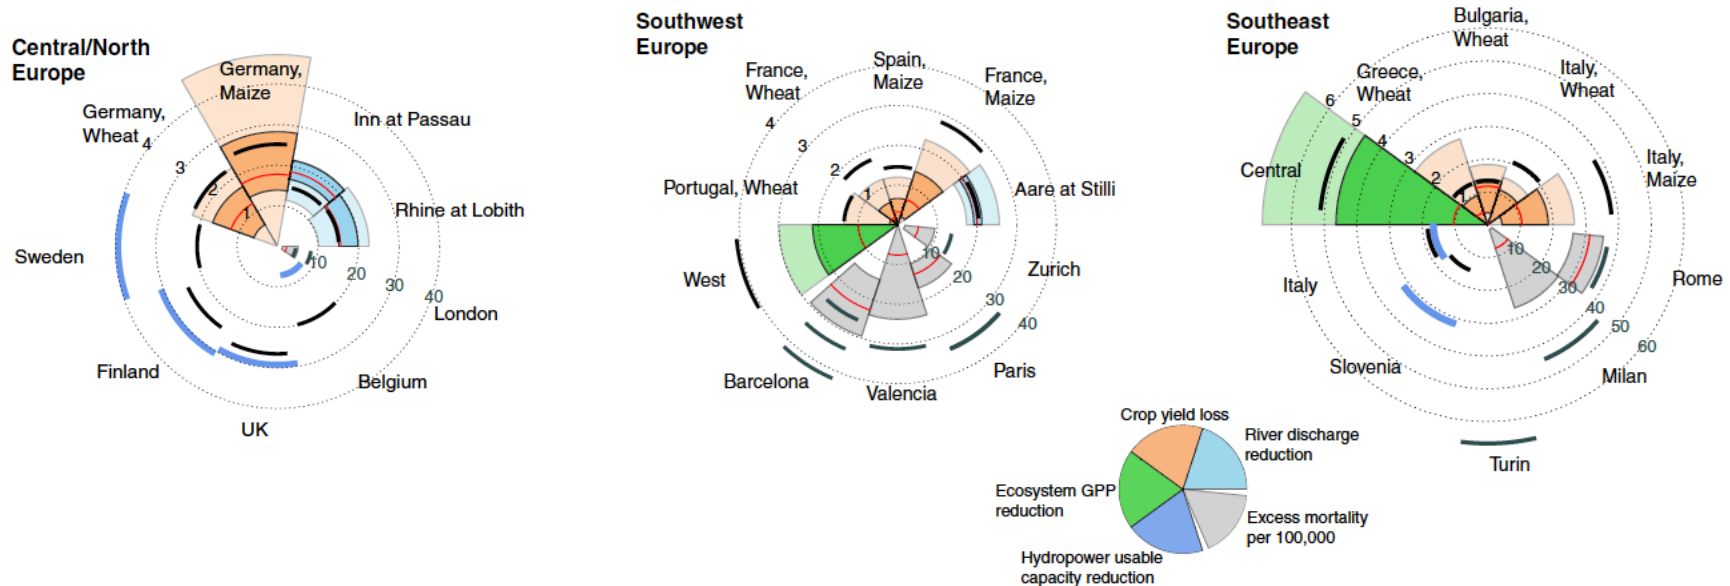 Central/North
Europe
Germany,
Maize
Germany,
Wheat
Inn at Passau
Rhine at Lobith
Sweden
London
Finland
Belgium
UK
4
3
2
1
10
20
30
40
Southwest
Europe
Spain,
Maize
France,
Wheat
France,
Maize
Portugal, Wheat
Aare at Stilli
West
Zurich
Barcelona
Valencia
Paris
4
3
2
1
10
20
30
40
Southeast
Europe
Bulgaria,
Wheat
Greece,
Wheat
Italy,
Wheat
Central
Italy,
Maize
Italy
Rome
Slovenia
Milan
Turin
6
5
4
3
2
1
10
20
30
40
50
60
Crop yield loss
River discharge
reduction
Ecosystem GPP
reduction
Excess mortality
per 100,000
Hydropower usable
capacity reduction